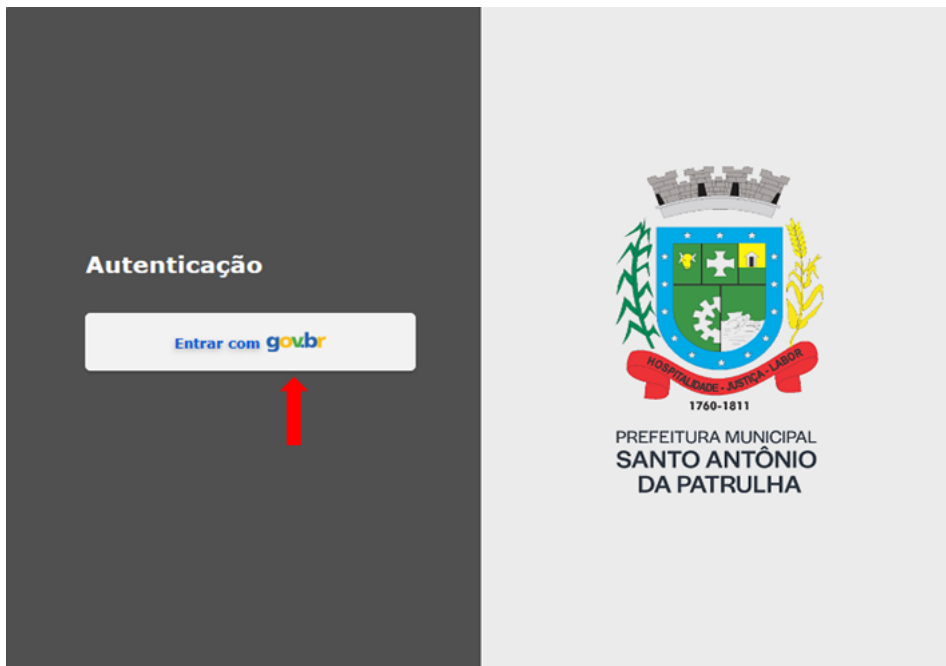 Autenticação
Entrar com gov.br
HOSPITALIDADE - JUSTIÇA - LABOR
1760-1811
PREFEITURA MUNICIPAL
SANTO ANTÔNIO
DA PATRULHA